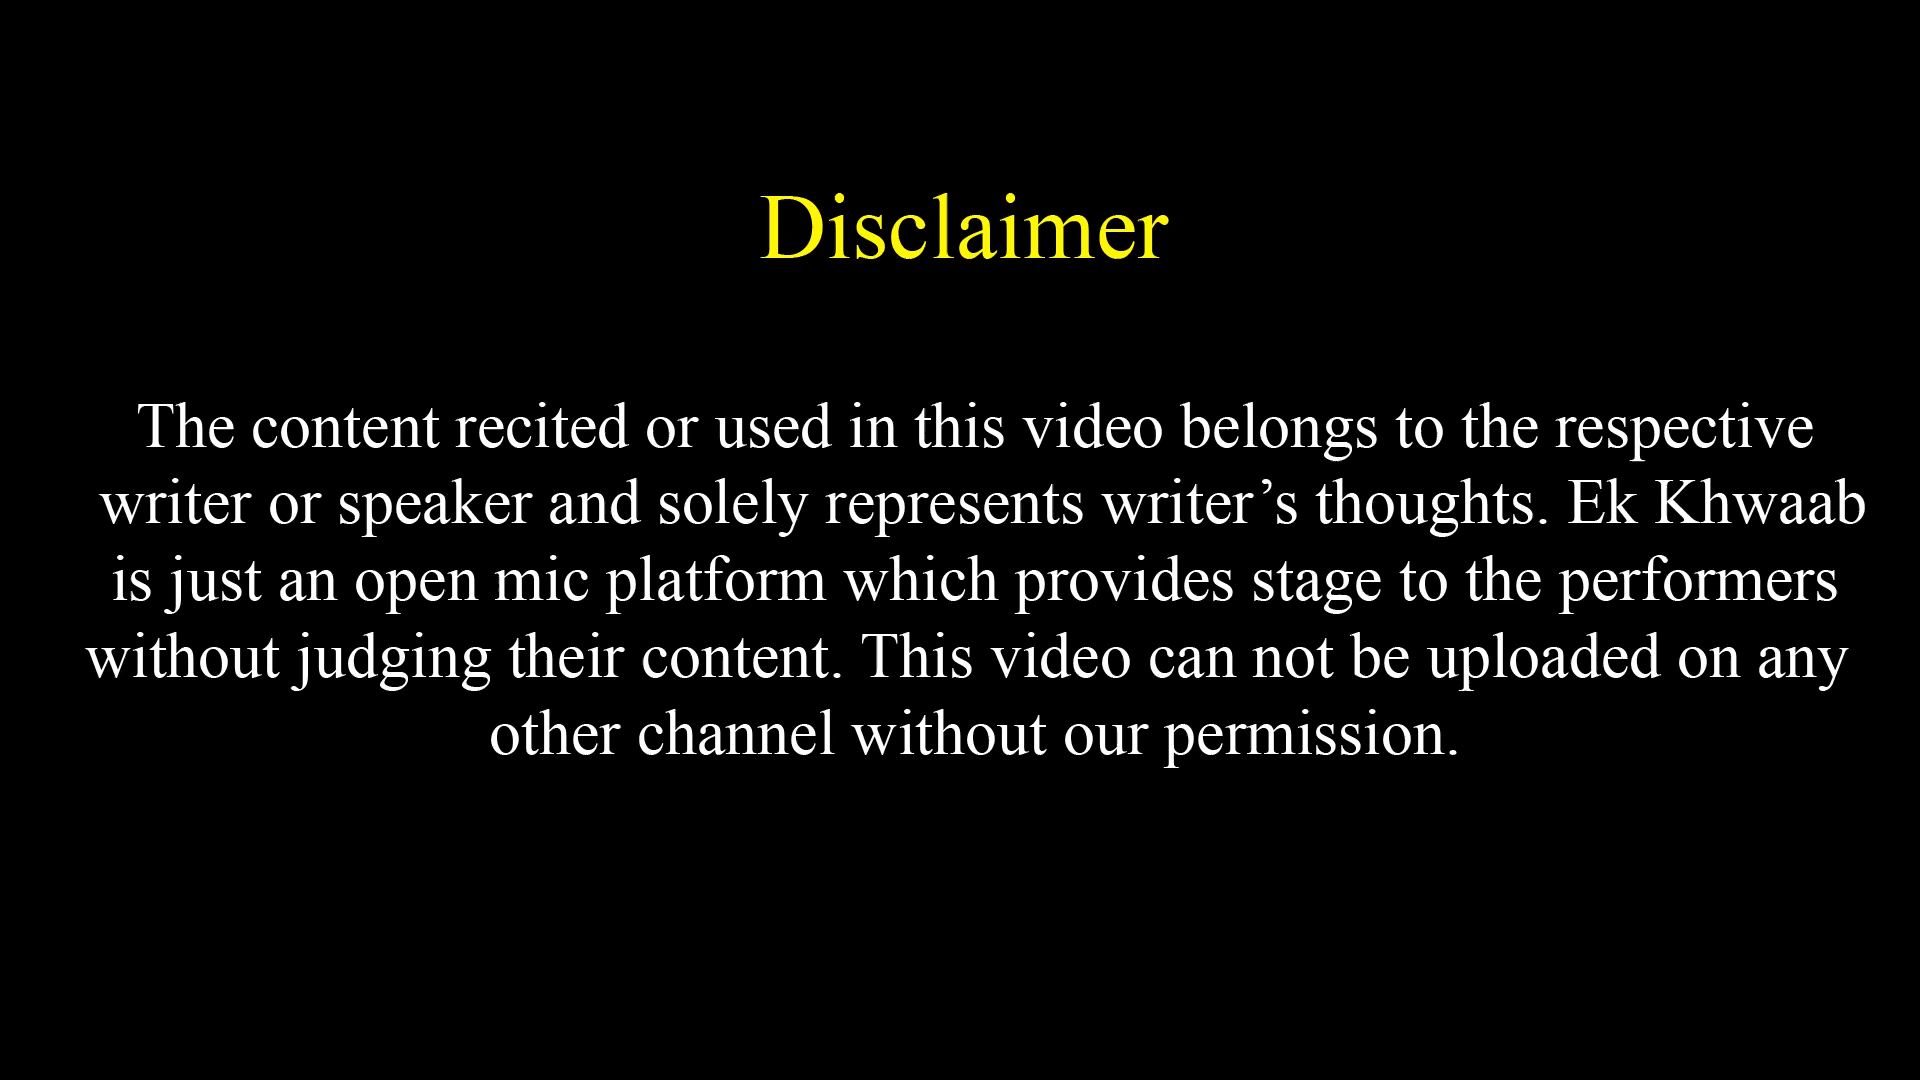 Disclaimer
The content recited or used in this video belongs to the respective
writer or speaker and solely represents writer’s thoughts. Ek Khwaab
is just an open mic platform which provides stage to the performers
without judging their content. This video can not be uploaded on any
other channel without our permission.